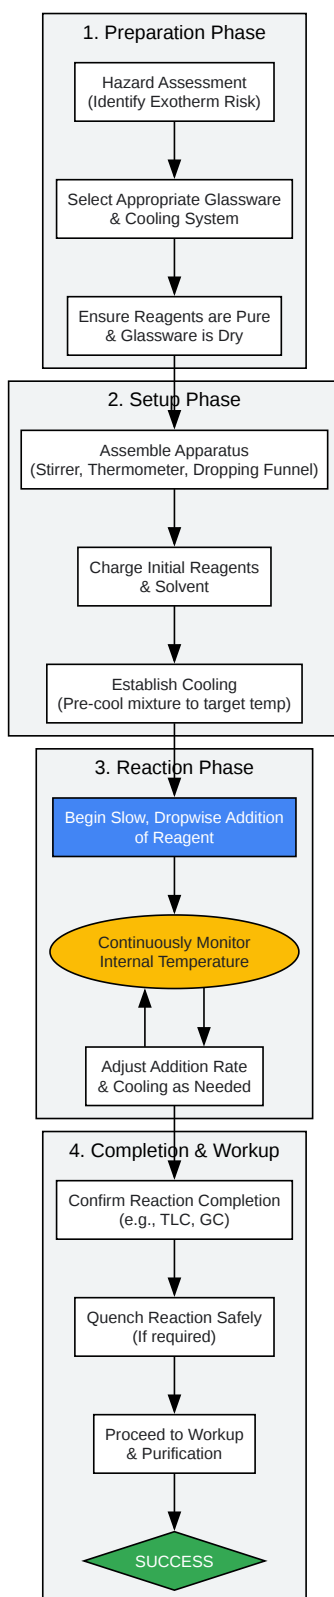 1. Preparation Phase
Hazard Assessment
(Identify Exotherm Risk)
Select Appropriate Glassware
& Cooling System
Ensure Reagents are Pure
& Glassware is Dry
2. Setup Phase
Assemble Apparatus
(Stirrer, Thermometer, Dropping Funnel)
Charge Initial Reagents
& Solvent
Establish Cooling
(Pre-cool mixture to target temp)
3. Reaction Phase
Begin Slow, Dropwise Addition
of Reagent
Continuously Monitor
Internal Temperature
Adjust Addition Rate
& Cooling as Needed
4. Completion & Workup
Confirm Reaction Completion
(e.g., TLC, GC)
Quench Reaction Safely
(If required)
Proceed to Workup
& Purification
SUCCESS